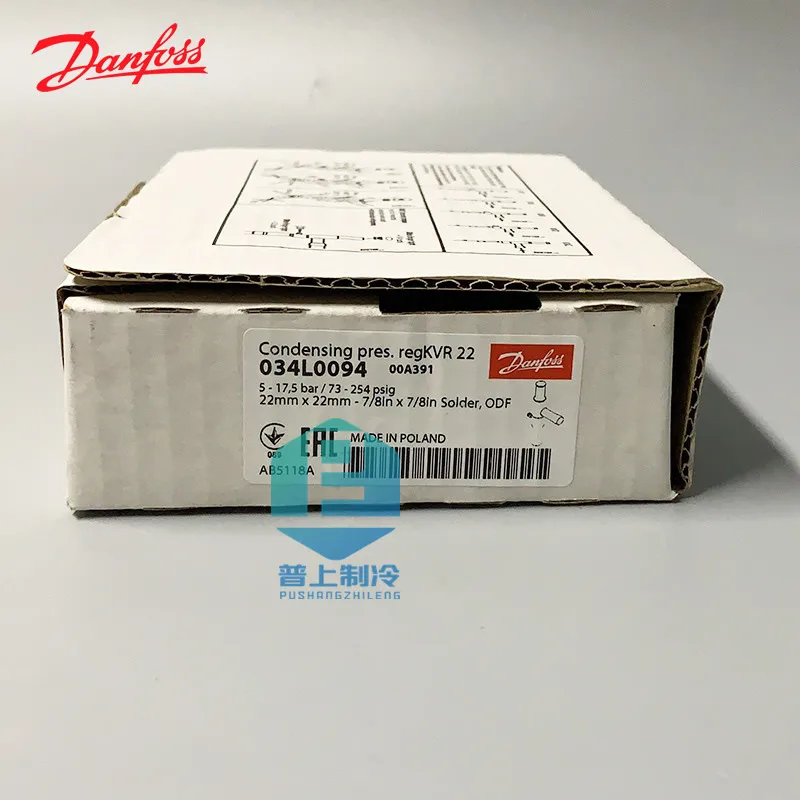 Danfoss
Condensing pres. regKVR 22
034L0094 00A391
Danfoss
5 - 17,5 bar / 73 - 254 psig
22mm x 22mm - 7/8in x 7/8in Solder, ODF
EAC MADE IN POLAND
AB5118A
普上制冷
PUSHANGZHILENG